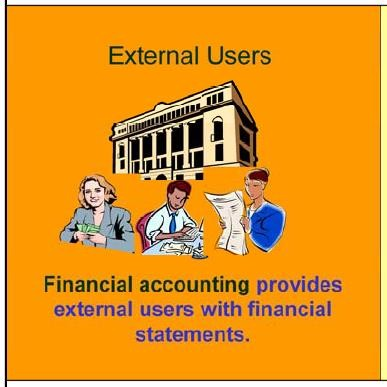 External Users
Financial accounting provides
external users with financial
statements.